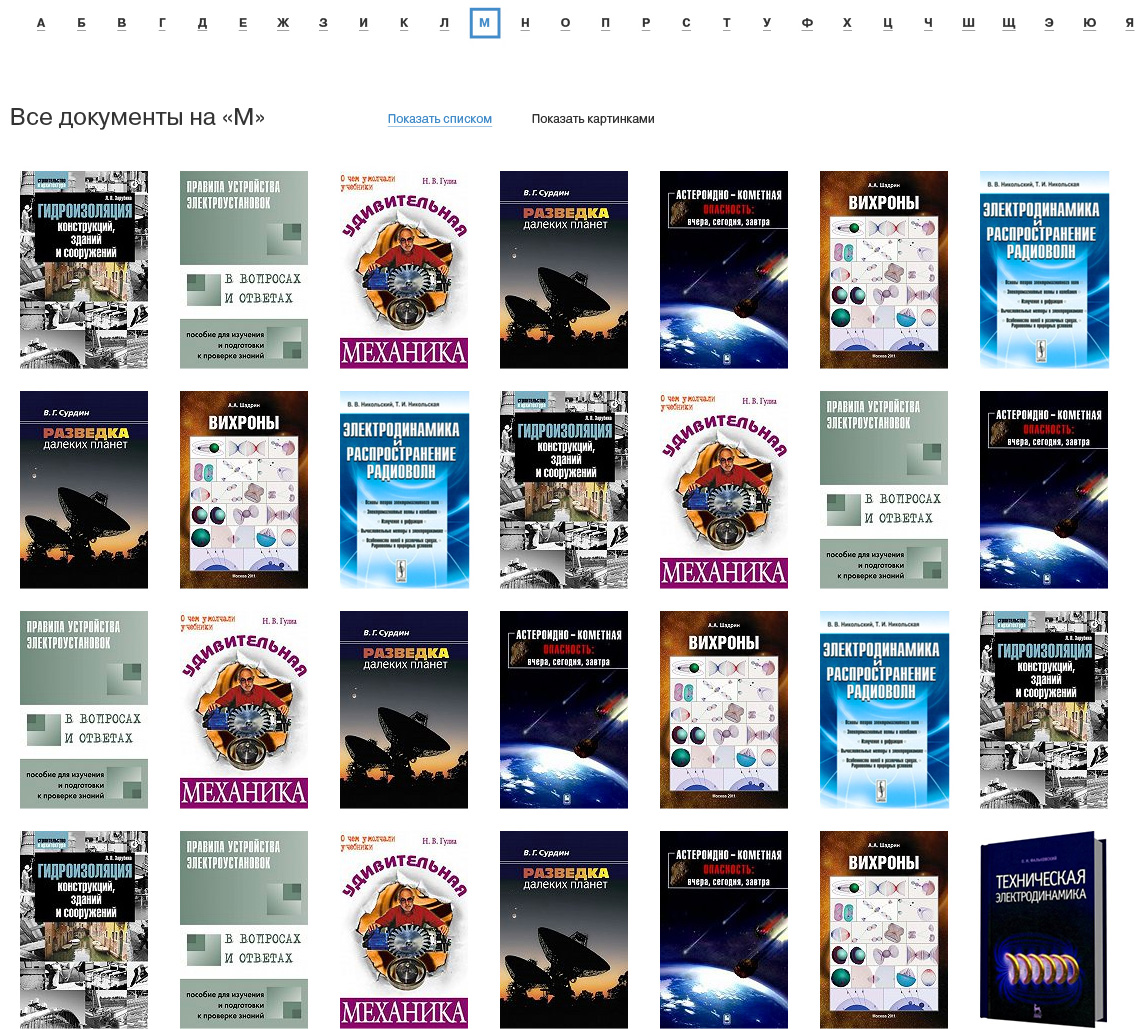 А Б В Г Д Е Ж З И К Л М Н О П Р С Т У Ф Х Ц Ч Ш Щ Э Ю Я
Все документы на «М»
Показать списком
Показать картинками
строительство и архитектура
Л. В. Зарубина
ГИДРОИЗОЛЯЦИЯ
конструкций,
зданий
и сооружений
ПРАВИЛА УСТРОЙСТВА
ЭЛЕКТРОУСТАНОВОК
В ВОПРОСАХ
И ОТВЕТАХ
пособие для изучения
и подготовки
к проверке знаний
О чем умолчали
учебники
Н. В. Гулиа
УДИВИТЕЛЬНАЯ
МЕХАНИКА
В. Г. Сурдин
РАЗВЕДКА
далеких планет
АСТЕРОИДНО – КОМЕТНАЯ
ОПАСНОСТЬ:
вчера, сегодня, завтра
А.А. Шадрин
ВИХРОНЫ
Москва 2011
В. В. Никольский, Т. И. Никольская
ЭЛЕКТРОДИНАМИКА
И
РАСПРОСТРАНЕНИЕ
РАДИОВОЛН
В. Г. Сурдин
РАЗВЕДКА
далеких планет
А.А. Шадрин
ВИХРОНЫ
Москва 2011
В. В. Никольский, Т. И. Никольская
ЭЛЕКТРОДИНАМИКА
И
РАСПРОСТРАНЕНИЕ
РАДИОВОЛН
строительство и архитектура
Л. В. Зарубина
ГИДРОИЗОЛЯЦИЯ
конструкций,
зданий
и сооружений
О чем умолчали
учебники
Н. В. Гулиа
УДИВИТЕЛЬНАЯ
МЕХАНИКА
ПРАВИЛА УСТРОЙСТВА
ЭЛЕКТРОУСТАНОВОК
В ВОПРОСАХ
И ОТВЕТАХ
пособие для изучения
и подготовки
к проверке знаний
АСТЕРОИДНО – КОМЕТНАЯ
ОПАСНОСТЬ:
вчера, сегодня, завтра
ПРАВИЛА УСТРОЙСТВА
ЭЛЕКТРОУСТАНОВОК
В ВОПРОСАХ
И ОТВЕТАХ
пособие для изучения
и подготовки
к проверке знаний
О чем умолчали
учебники
Н. В. Гулиа
УДИВИТЕЛЬНАЯ
МЕХАНИКА
В. Г. Сурдин
РАЗВЕДКА
далеких планет
АСТЕРОИДНО – КОМЕТНАЯ
ОПАСНОСТЬ:
вчера, сегодня, завтра
А.А. Шадрин
ВИХРОНЫ
Москва 2011
В. В. Никольский, Т. И. Никольская
ЭЛЕКТРОДИНАМИКА
И
РАСПРОСТРАНЕНИЕ
РАДИОВОЛН
строительство и архитектура
Л. В. Зарубина
ГИДРОИЗОЛЯЦИЯ
конструкций,
зданий
и сооружений
строительство и архитектура
Л. В. Зарубина
ГИДРОИЗОЛЯЦИЯ
конструкций,
зданий
и сооружений
ПРАВИЛА УСТРОЙСТВА
ЭЛЕКТРОУСТАНОВОК
В ВОПРОСАХ
И ОТВЕТАХ
пособие для изучения
и подготовки
к проверке знаний
О чем умолчали
учебники
Н. В. Гулиа
УДИВИТЕЛЬНАЯ
МЕХАНИКА
В. Г. Сурдин
РАЗВЕДКА
далеких планет
АСТЕРОИДНО – КОМЕТНАЯ
ОПАСНОСТЬ:
вчера, сегодня, завтра
А.А. Шадрин
ВИХРОНЫ
Москва 2011
ТЕХНИЧЕСКАЯ
ЭЛЕКТРОДИНАМИКА